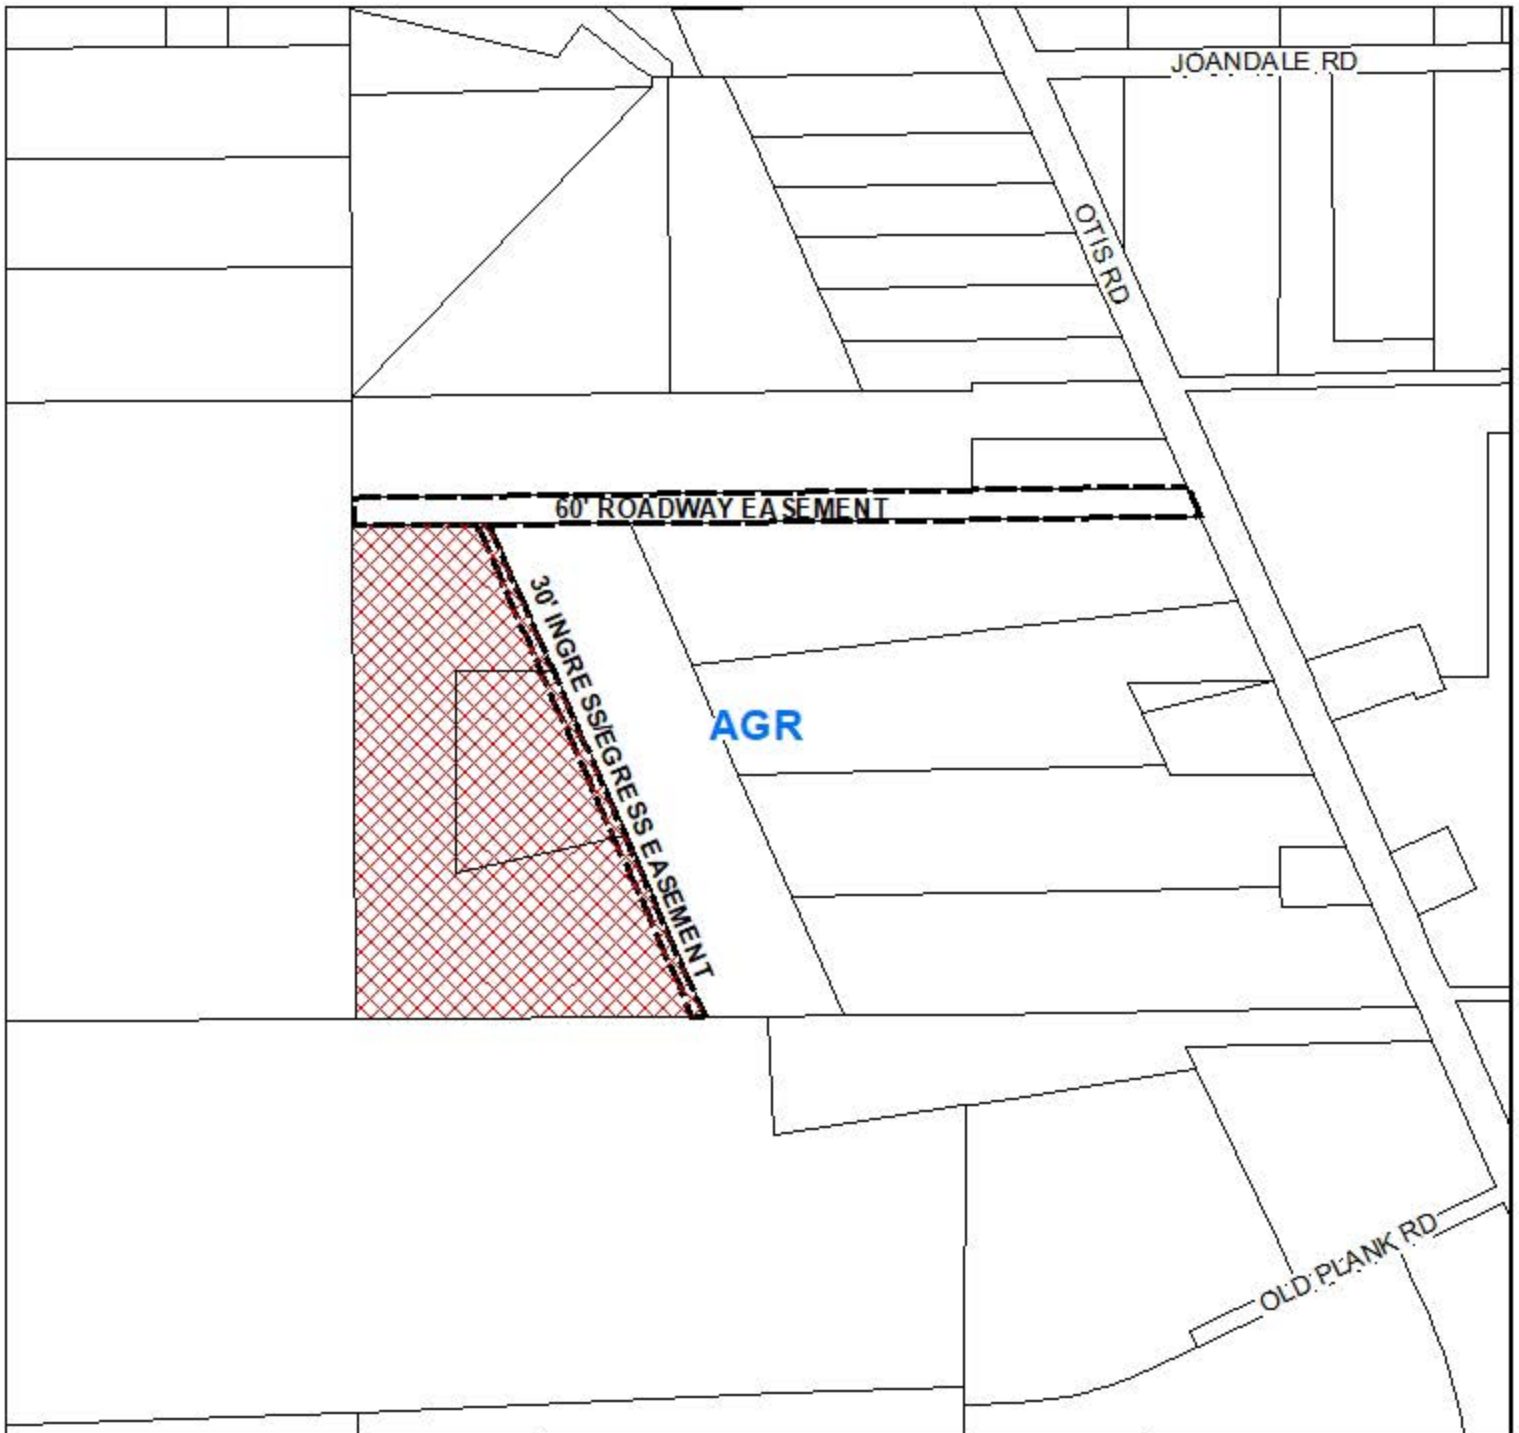 JOANDALE RD
OTIS RD
60' ROADWAY EASEMENT
30' INGRESS/EGRESS EASEMENT
AGR
OLD PLANK RD